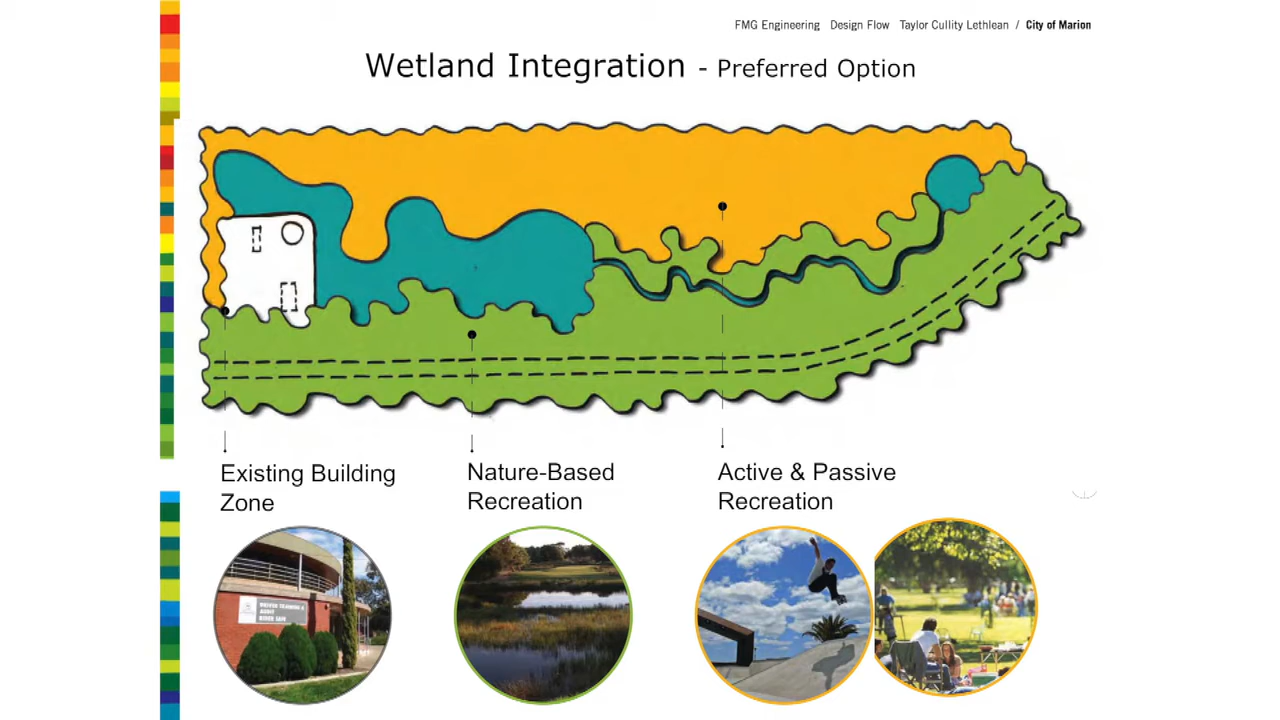 FMG Engineering Design Flow Taylor Cullity Lethlean / City of Marion
Wetland Integration - Preferred Option
Existing Building
Zone
Nature-Based
Recreation
Active & Passive
Recreation